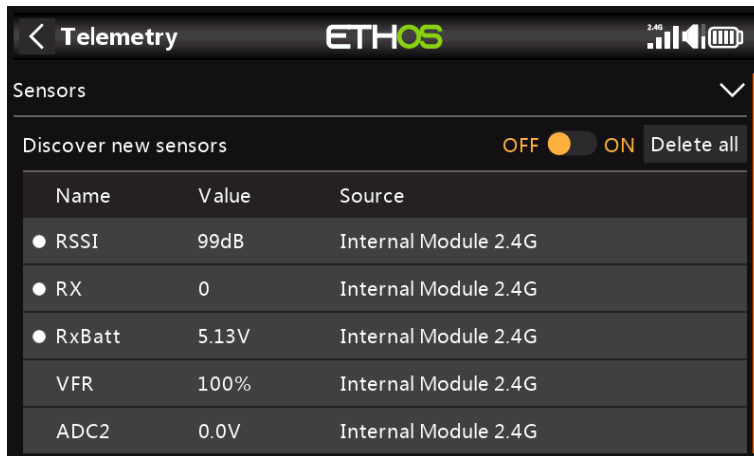 Telemetry ETHOS 2.4G
Sensors
Discover new sensors OFF ON Delete all
Name Value Source
RSSI 99dB Internal Module 2.4G
RX 0 Internal Module 2.4G
RxBatt 5.13V Internal Module 2.4G
VFR 100% Internal Module 2.4G
ADC2 0.0V Internal Module 2.4G